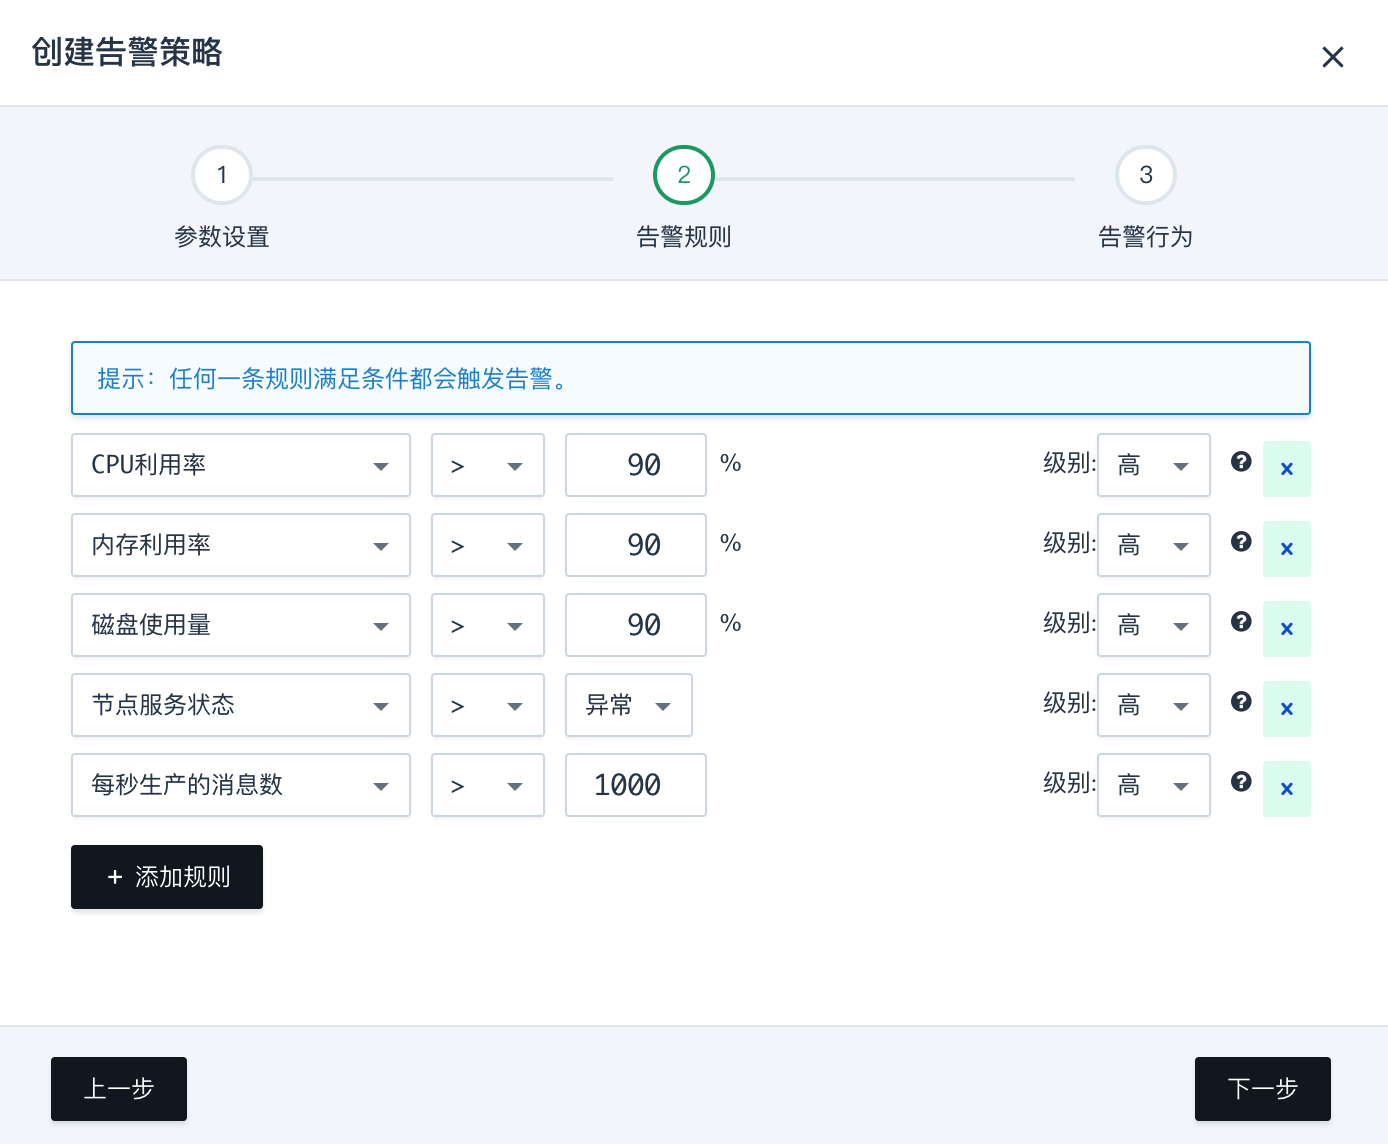 创建告警策略
1
2
3
参数设置
告警规则
告警行为
提示：任何一条规则满足条件都会触发告警。
CPU利用率 > 90 % 级别: 高
内存利用率 > 90 % 级别: 高
磁盘使用量 > 90 % 级别: 高
节点服务状态 > 异常 级别: 高
每秒生产的消息数 > 1000 级别: 高
+ 添加规则
上一步
下一步